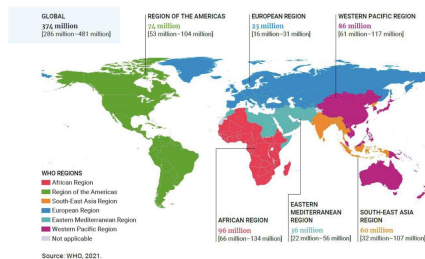 GLOBAL
374 million
[286 million–481 million]
REGION OF THE AMERICAS
74 million
[53 million–104 million]
EUROPEAN REGION
23 million
[16 million–31 million]
WESTERN PACIFIC REGION
86 million
[61 million–117 million]
WHO REGIONS
African Region
Region of the Americas
South-East Asia Region
European Region
Eastern Mediterranean Region
Western Pacific Region
Not applicable
AFRICAN REGION
96 million
[66 million–134 million]
EASTERN
MEDITERRANEAN
REGION
36 million
[22 million–56 million]
SOUTH-EAST ASIA
REGION
60 million
[32 million–107 million]
Source: WHO, 2021.